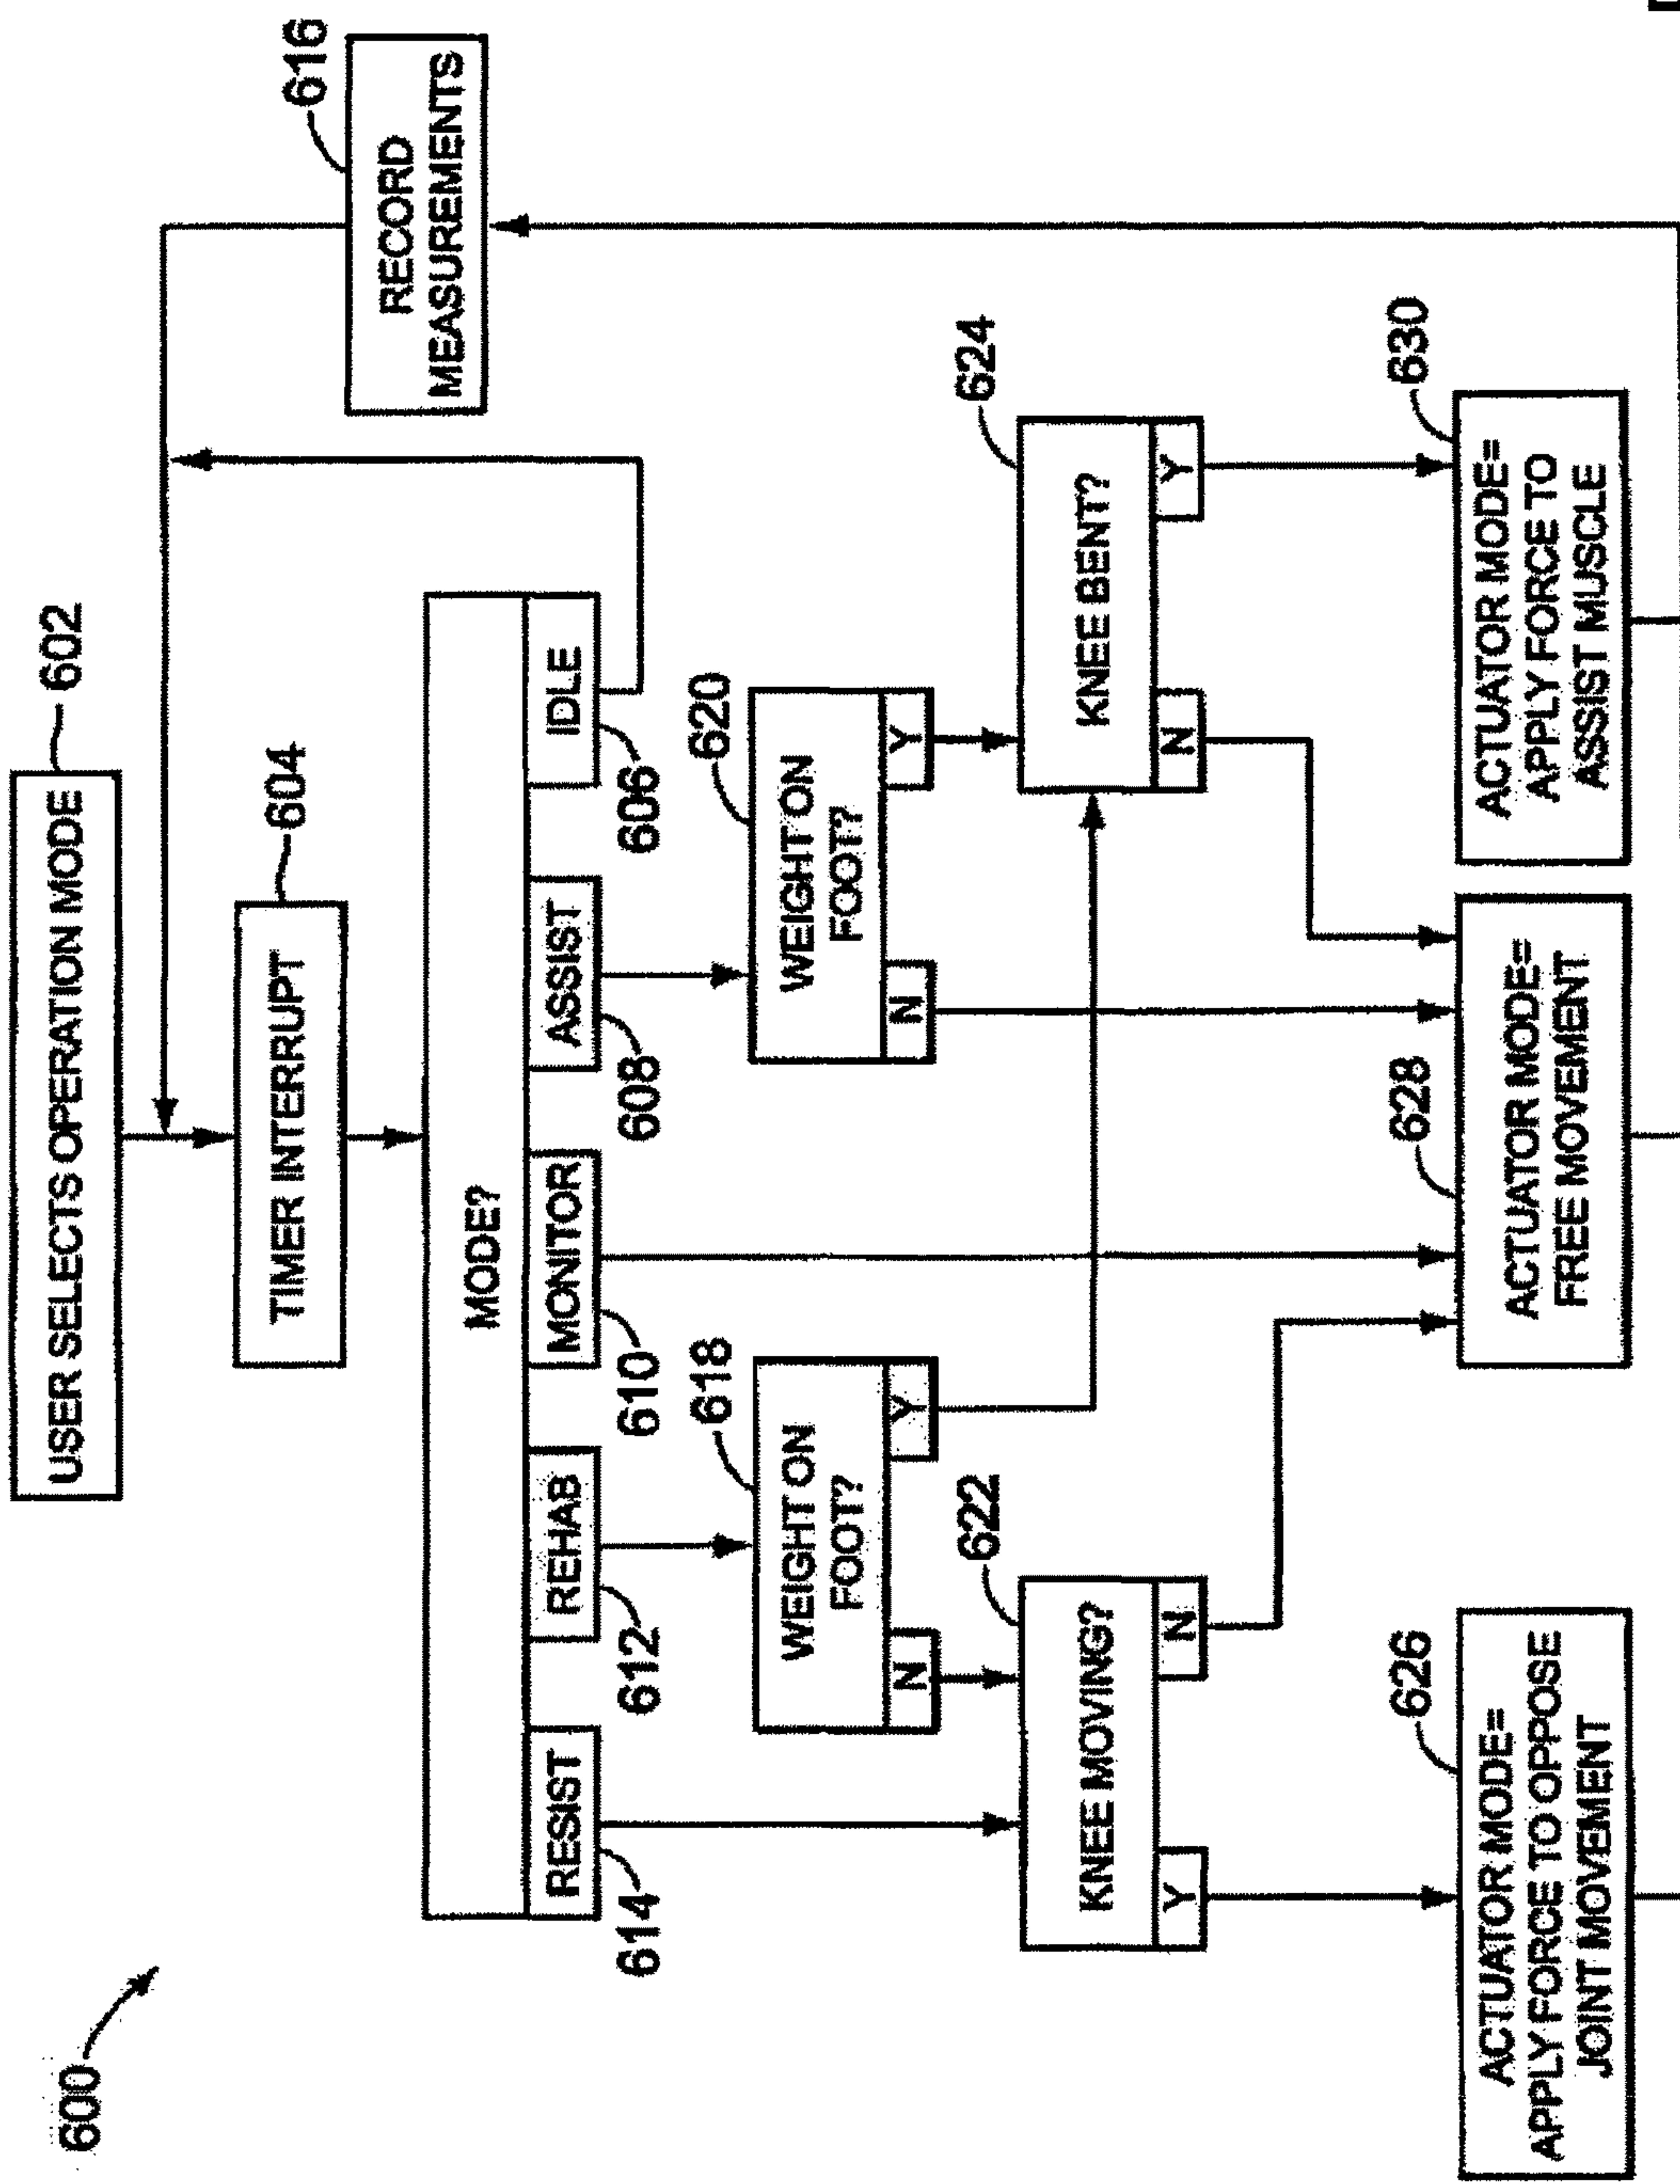 600
USER SELECTS OPERATION MODE
602
TIMER INTERRUPT
604
RECORD
MEASUREMENTS
616
MODE?
RESIST
REHAB
MONITOR
ASSIST
IDLE
614
612
610
608
606
618
620
WEIGHT ON
FOOT?
N
Y
WEIGHT ON
FOOT?
N
Y
622
624
KNEE MOVING?
Y
N
KNEE BENT?
N
Y
626
628
630
ACTUATOR MODE=
APPLY FORCE TO OPPOSE
JOINT MOVEMENT
ACTUATOR MODE=
FREE MOVEMENT
ACTUATOR MODE=
APPLY FORCE TO
ASSIST MUSCLE